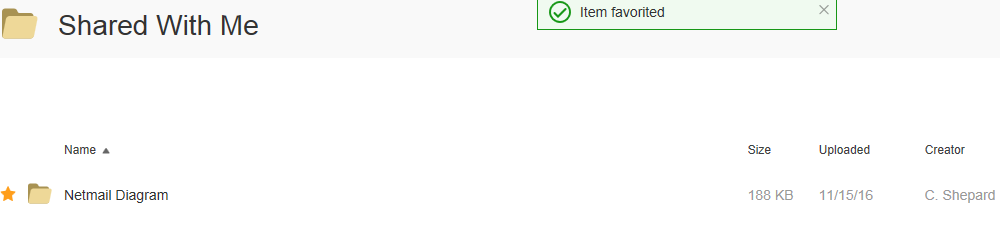 Shared With Me
Item favorited
Name Size Uploaded Creator
Netmail Diagram 188 KB 11/15/16 C. Shepard